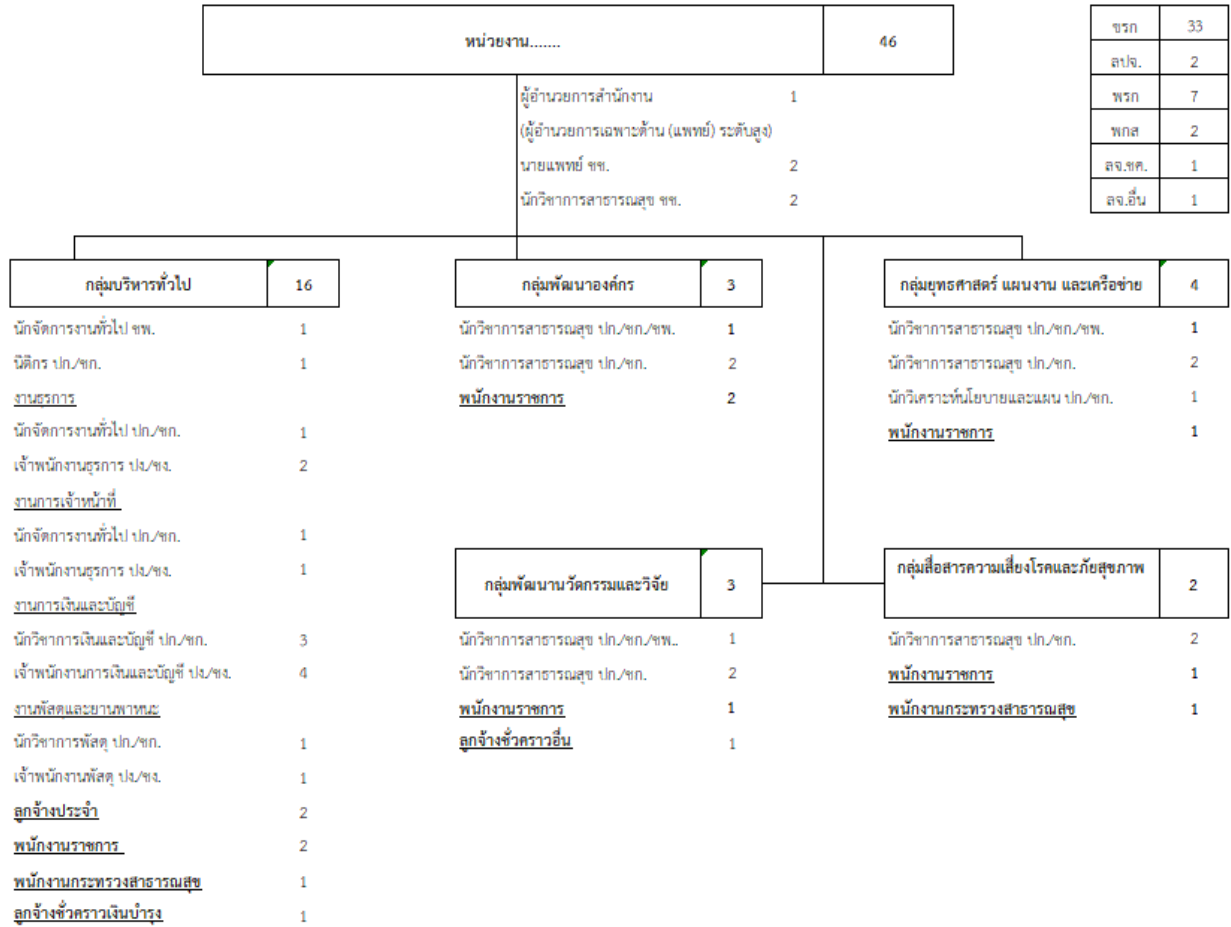 หน่วยงาน....... 46
ขรก 33
ลปจ. 2
พรก 7
พกส 2
ลจ.ชค. 1
ลจ.อื่น 1
ผู้อำนวยการสำนักงาน 1
(ผู้อำนวยการเฉพาะด้าน (แพทย์) ระดับสูง)
นายแพทย์ ชช. 2
นักวิชาการสาธารณสุข ชช. 2
กลุ่มบริหารทั่วไป 16
นักจัดการงานทั่วไป ชพ. 1
นิติกร ปก./ชก. 1
งานธุรการ
นักจัดการงานทั่วไป ปก./ชก. 1
เจ้าพนักงานธุรการ ปง./ชง. 2
งานการเจ้าหน้าที่
นักจัดการงานทั่วไป ปก./ชก. 1
เจ้าพนักงานธุรการ ปง./ชง. 1
งานการเงินและบัญชี
นักวิชาการเงินและบัญชี ปก./ชก. 3
เจ้าพนักงานการเงินและบัญชี ปง./ชง. 4
งานพัสดุและยานพาหนะ
นักวิชาการพัสดุ ปก./ชก. 1
เจ้าพนักงานพัสดุ ปง./ชง. 1
ลูกจ้างประจำ 2
พนักงานราชการ 2
พนักงานกระทรวงสาธารณสุข 1
ลูกจ้างชั่วคราวเงินบำรุง 1
กลุ่มพัฒนาองค์กร 3
นักวิชาการสาธารณสุข ปก./ชก./ชพ. 1
นักวิชาการสาธารณสุข ปก./ชก. 2
พนักงานราชการ 2
กลุ่มยุทธศาสตร์ แผนงาน และเครือข่าย 4
นักวิชาการสาธารณสุข ปก./ชก./ชพ. 1
นักวิชาการสาธารณสุข ปก./ชก. 2
นักวิเคราะห์นโยบายและแผน ปก./ชก. 1
พนักงานราชการ 1
กลุ่มพัฒนานวัตกรรมและวิจัย 3
นักวิชาการสาธารณสุข ปก./ชก./ชพ.. 1
นักวิชาการสาธารณสุข ปก./ชก. 2
พนักงานราชการ 1
ลูกจ้างชั่วคราวอื่น 1
กลุ่มสื่อสารความเสี่ยงโรคและภัยสุขภาพ 2
นักวิชาการสาธารณสุข ปก./ชก. 2
พนักงานราชการ 1
พนักงานกระทรวงสาธารณสุข 1